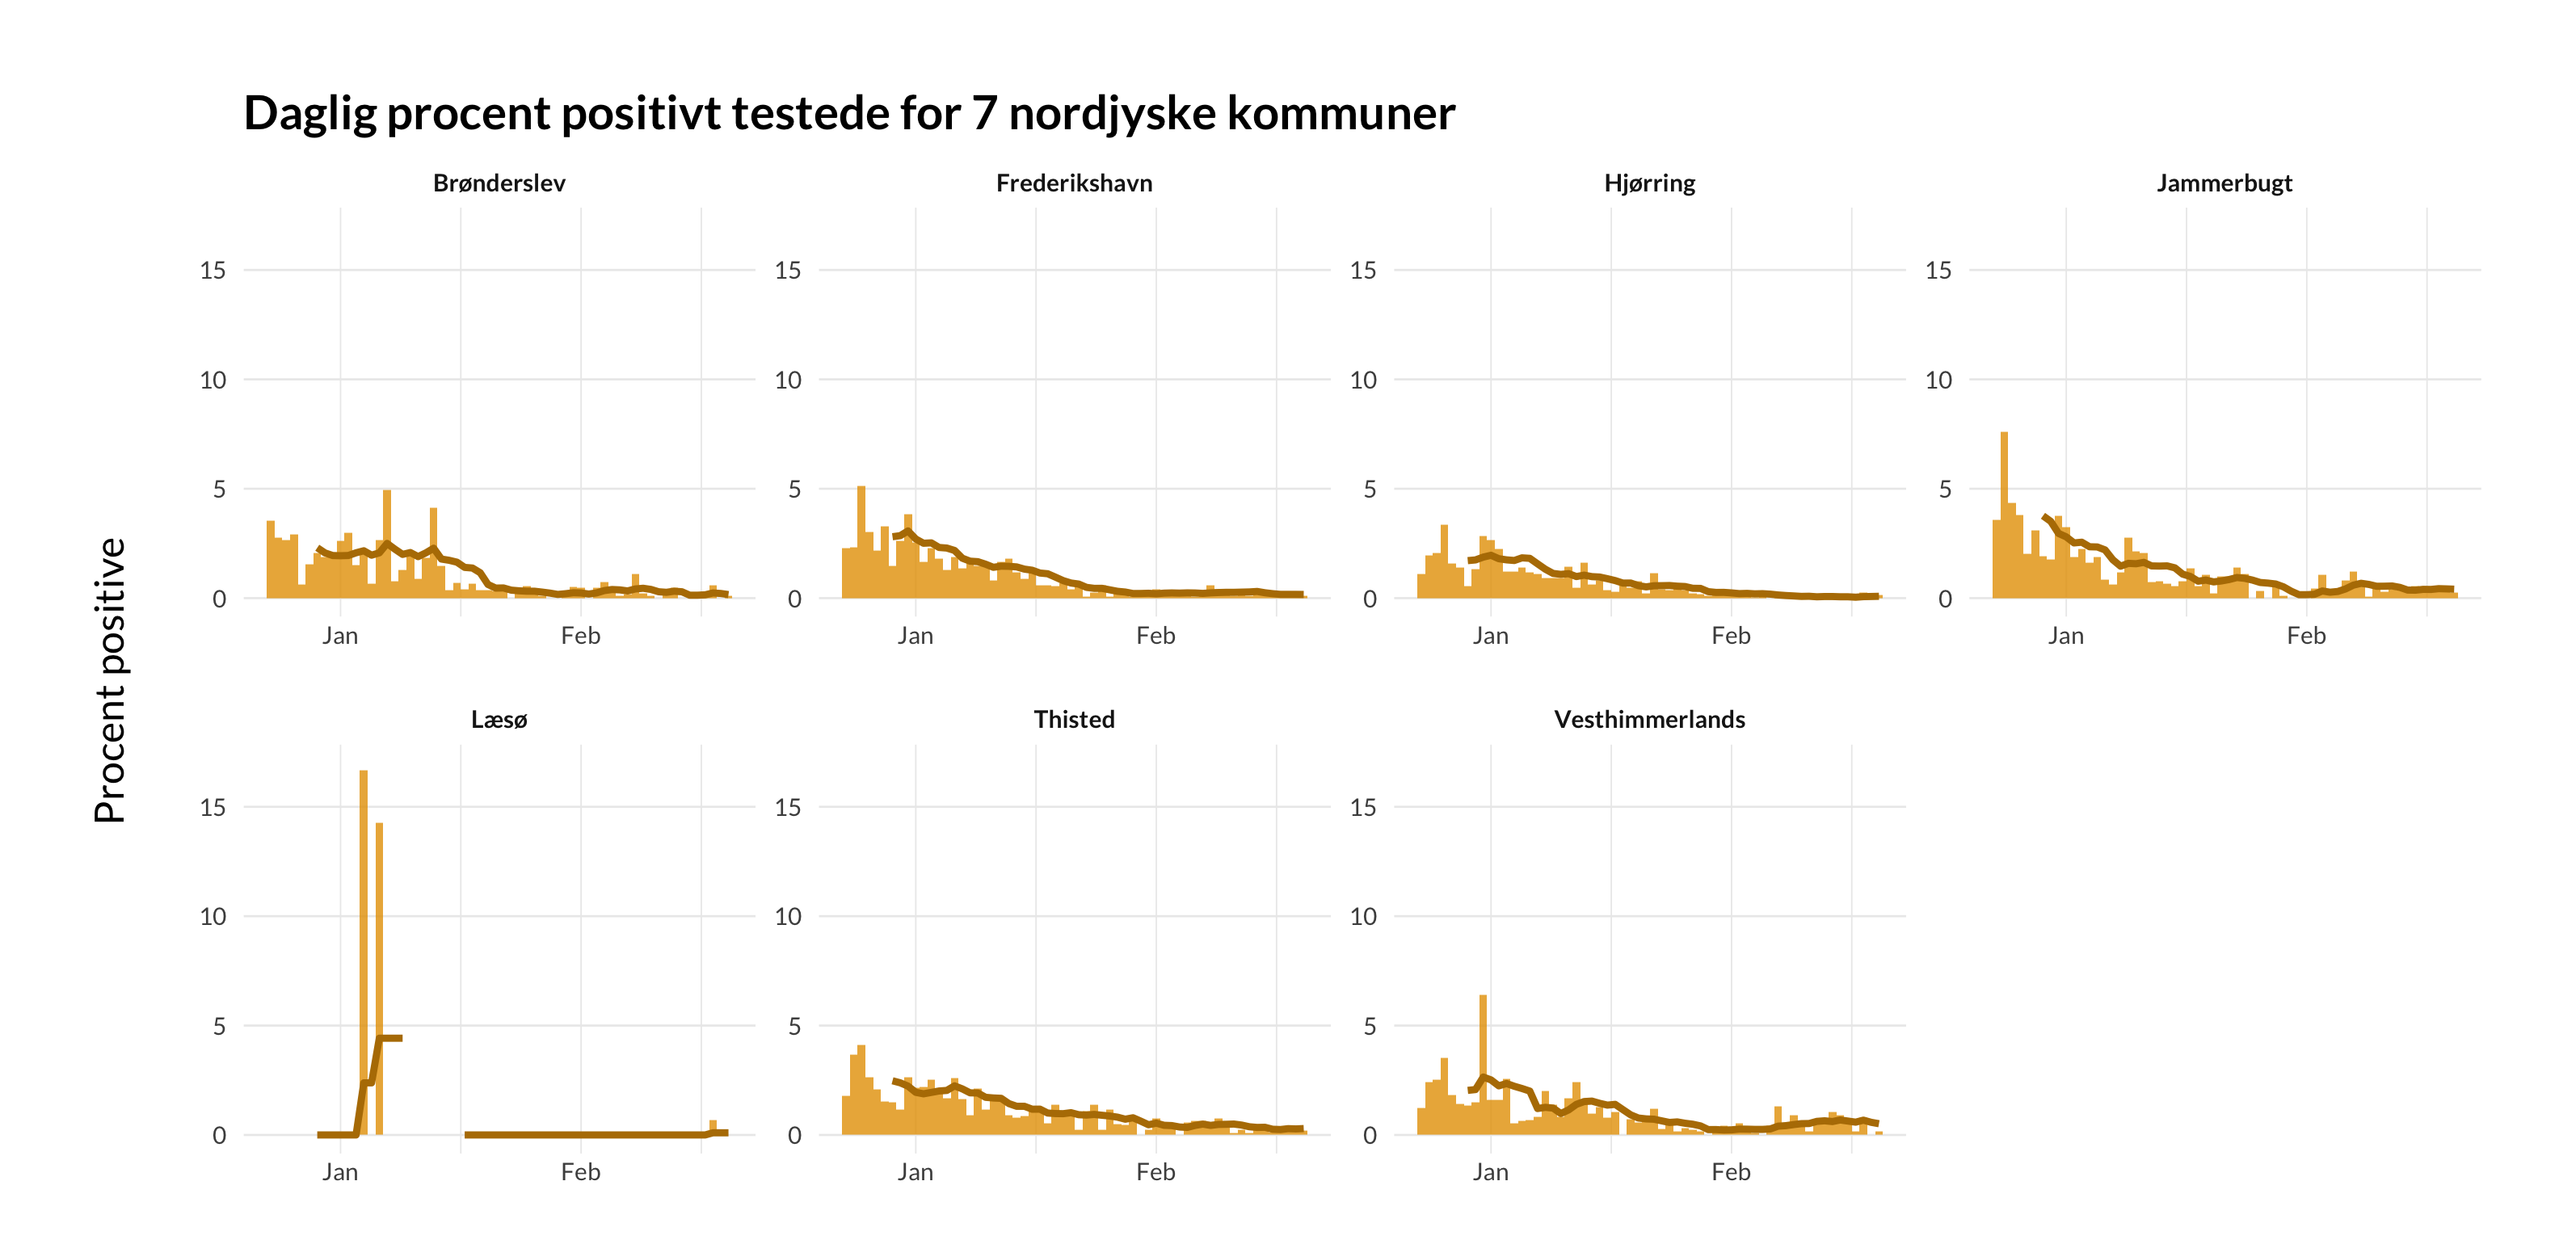 Daglig procent positivt testede for 7 nordjyske kommuner
Procent positive
Brønderslev
15
10
5
0
Jan
Feb
Frederikshavn
15
10
5
0
Jan
Feb
Hjørring
15
10
5
0
Jan
Feb
Jammerbugt
15
10
5
0
Jan
Feb
Læsø
15
10
5
0
Jan
Feb
Thisted
15
10
5
0
Jan
Feb
Vesthimmerlands
15
10
5
0
Jan
Feb